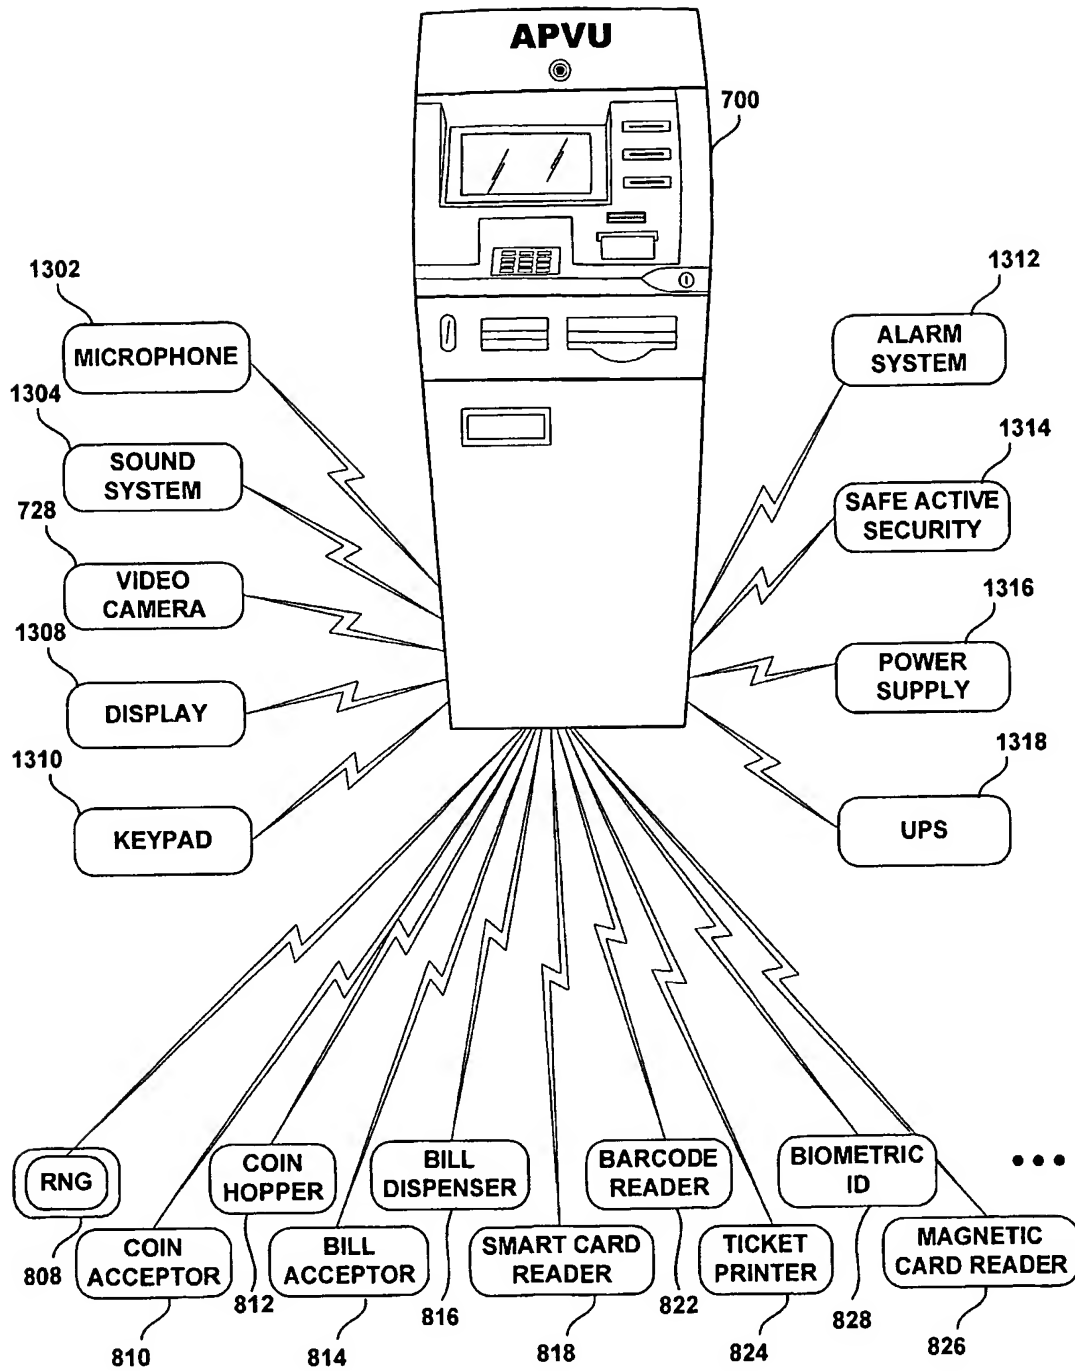 APVU
700
1302
MICROPHONE
1304
SOUND
SYSTEM
728
VIDEO
CAMERA
1308
DISPLAY
1310
KEYPAD
1312
ALARM
SYSTEM
1314
SAFE ACTIVE
SECURITY
1316
POWER
SUPPLY
1318
UPS
RNG
808
COIN
ACCEPTOR
810
COIN
HOPPER
812
BILL
ACCEPTOR
814
BILL
DISPENSER
816
SMART CARD
READER
818
BARCODE
READER
822
TICKET
PRINTER
824
BIOMETRIC
ID
828
MAGNETIC
CARD READER
826
•••